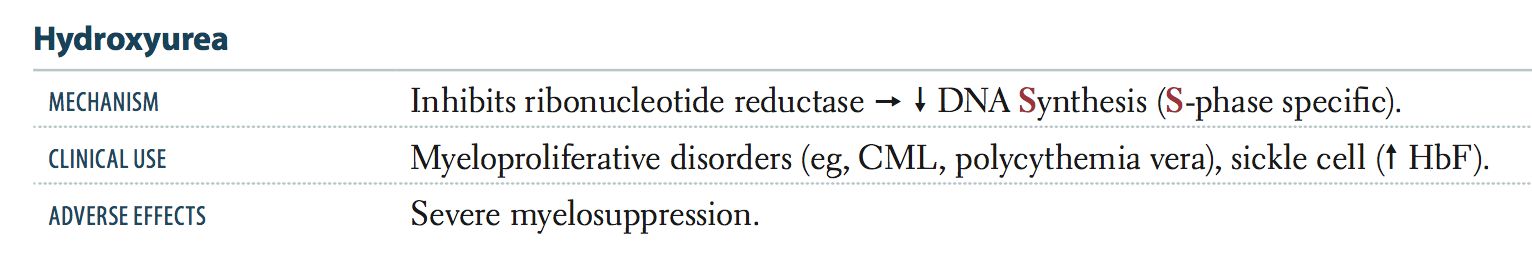 Hydroxyurea
MECHANISM Inhibits ribonucleotide reductase → ↓ DNA Synthesis (S-phase specific).
CLINICAL USE Myeloproliferative disorders (eg, CML, polycythemia vera), sickle cell (↑ HbF).
ADVERSE EFFECTS Severe myelosuppression.